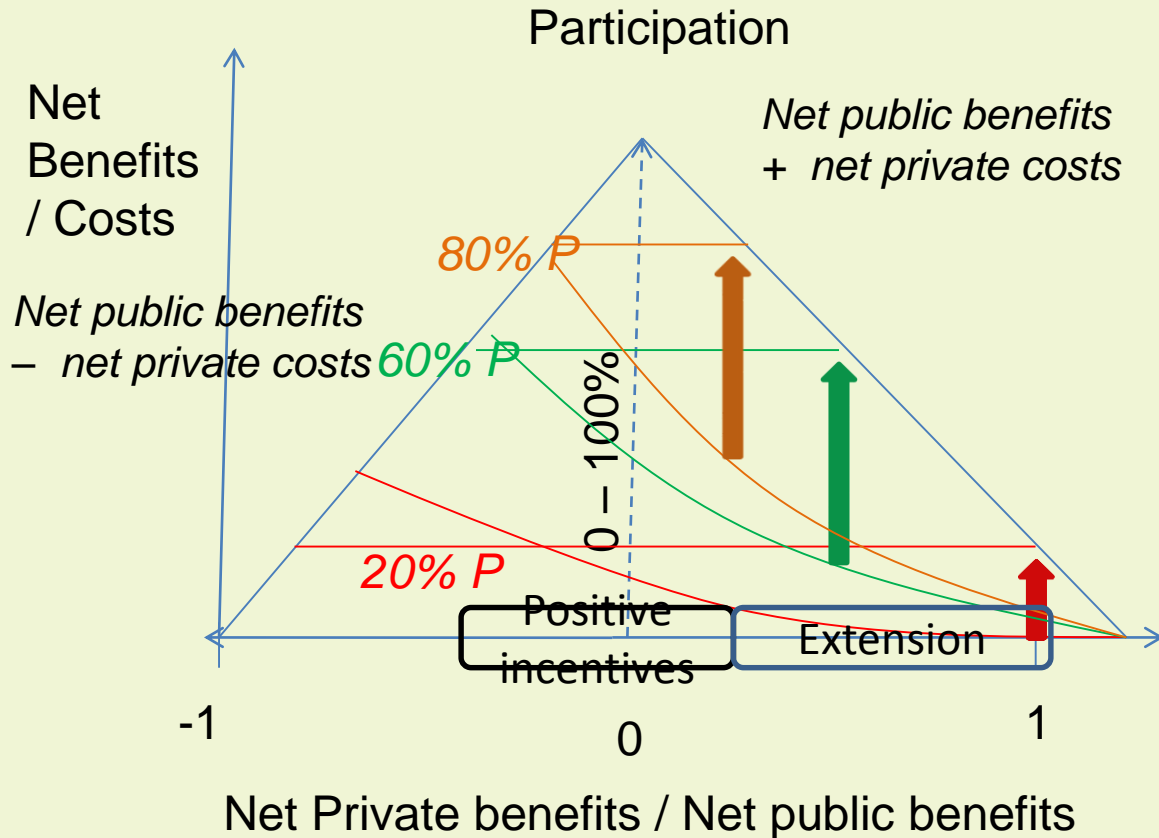 Participation
Net
Benefits
/ Costs
Net public benefits
+ net private costs
80% P
Net public benefits
– net private costs
60% P
0 – 100%
20% P
Positive
incentives
Extension
-1
0
1
Net Private benefits / Net public benefits